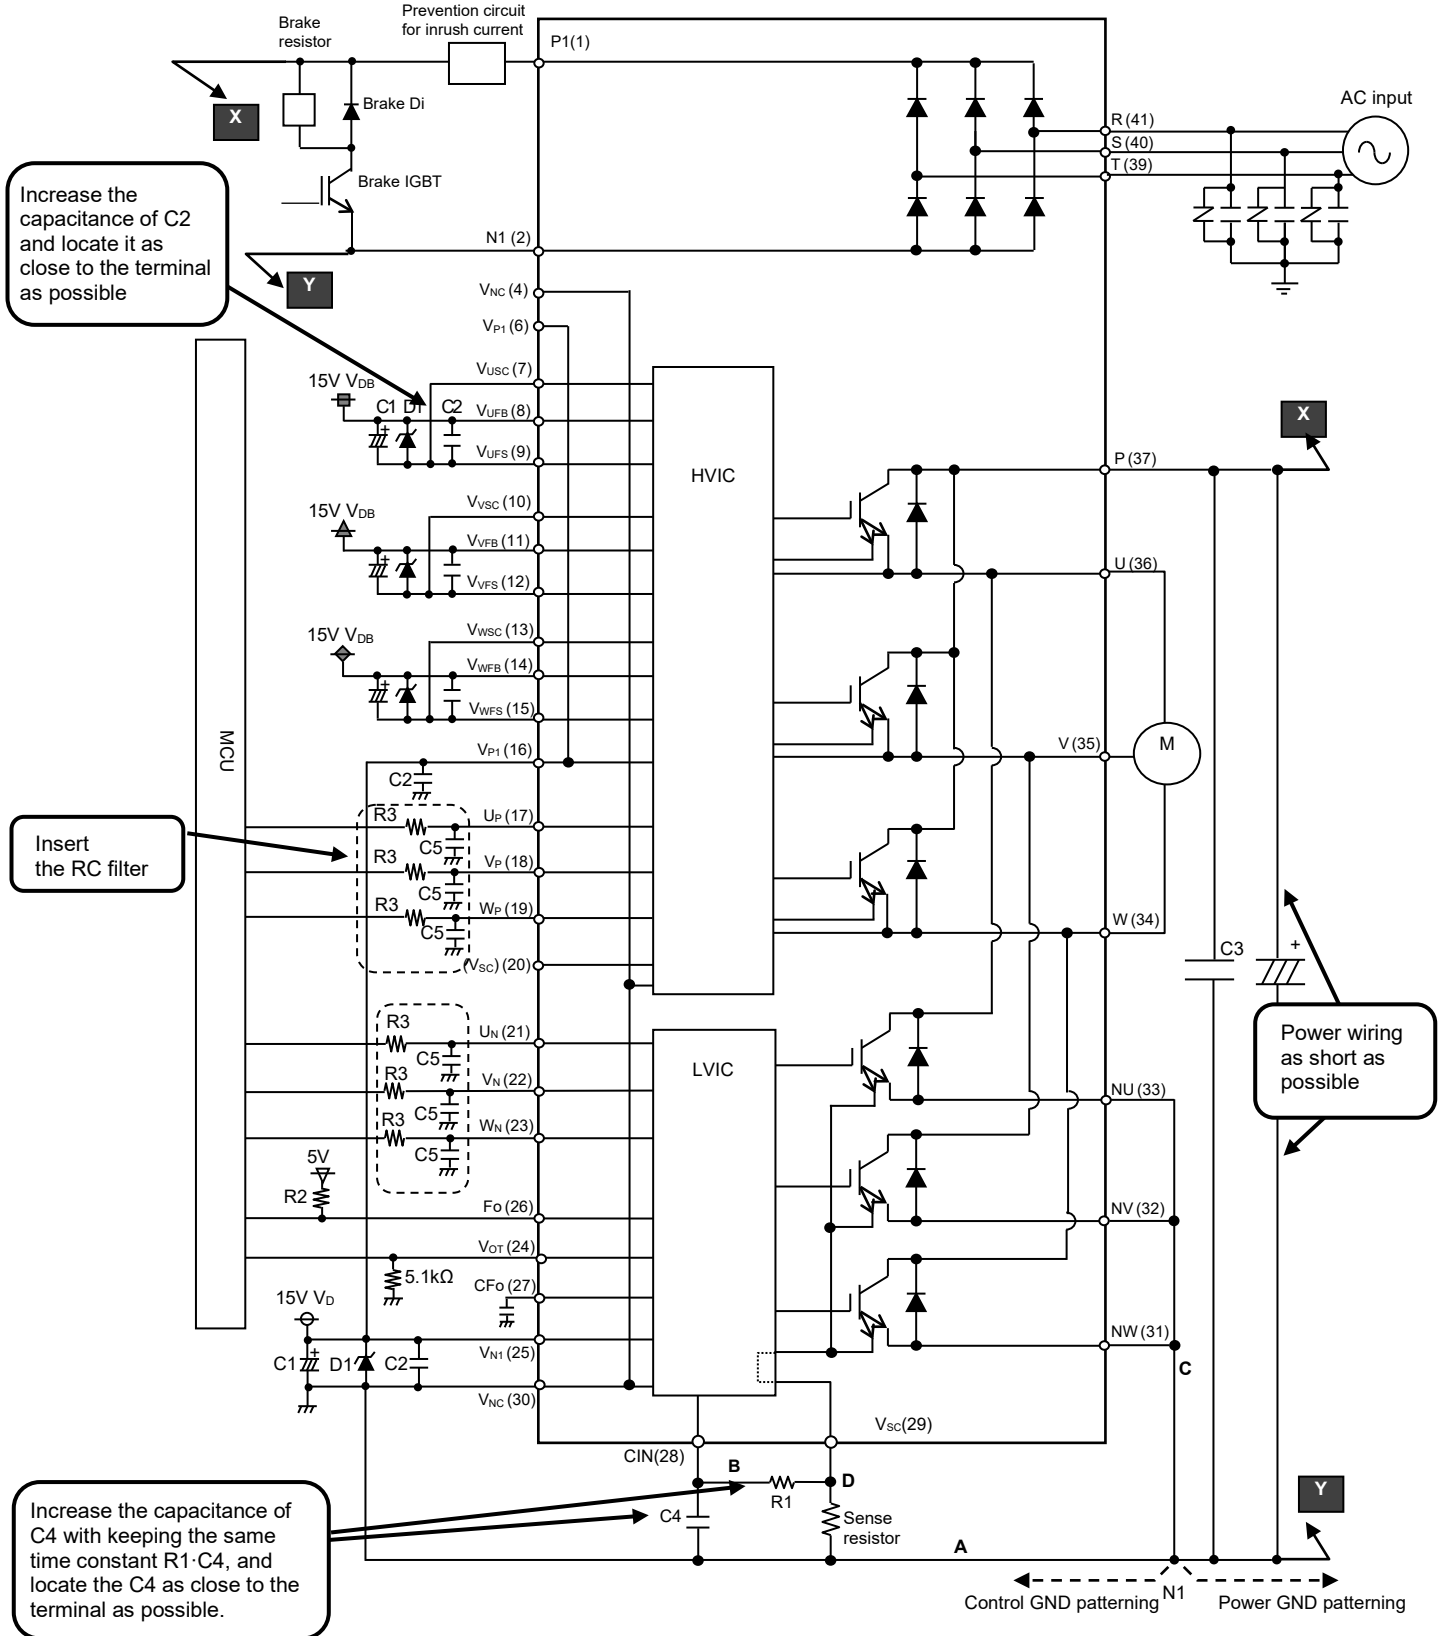 Prevention circuit
for inrush current
Brake
resistor
P1(1)
Brake Di
X
AC input
R (41)
S (40)
T (39)
Brake IGBT
Increase the
capacitance of C2
and locate it as
close to the terminal
as possible
N1 (2)
Y
VNC (4)
VP1 (6)
VUSC (7)
15V VDB
C1 D1 C2
VUFB (8)
VUFS (9)
X
HVIC
P (37)
VVSC (10)
15V VDB
VVFB (11)
VVFS (12)
U (36)
VWSC (13)
15V VDB
VWFB (14)
VWFS (15)
MCU
VP1 (16)
V (35)
M
C2
R3
UP (17)
C5
Insert
the RC filter
R3
VP (18)
C5
R3
WP (19)
C5
W (34)
(VSC) (20)
C3
+
R3
UN (21)
C5
LVIC
Power wiring
as short as
possible
R3
VN (22)
C5
NU (33)
R3
WN (23)
C5
5V
R2
Fo (26)
NV (32)
VOT (24)
5.1kΩ
CFo (27)
15V VD
NW (31)
C1 D1 C2
VN1 (25)
C
VNC (30)
VSC(29)
CIN(28)
B
D
R1
Y
Increase the capacitance of
C4 with keeping the same
time constant R1·C4, and
locate the C4 as close to the
terminal as possible.
C4
Sense
resistor
A
Control GND patterning
N1
Power GND patterning